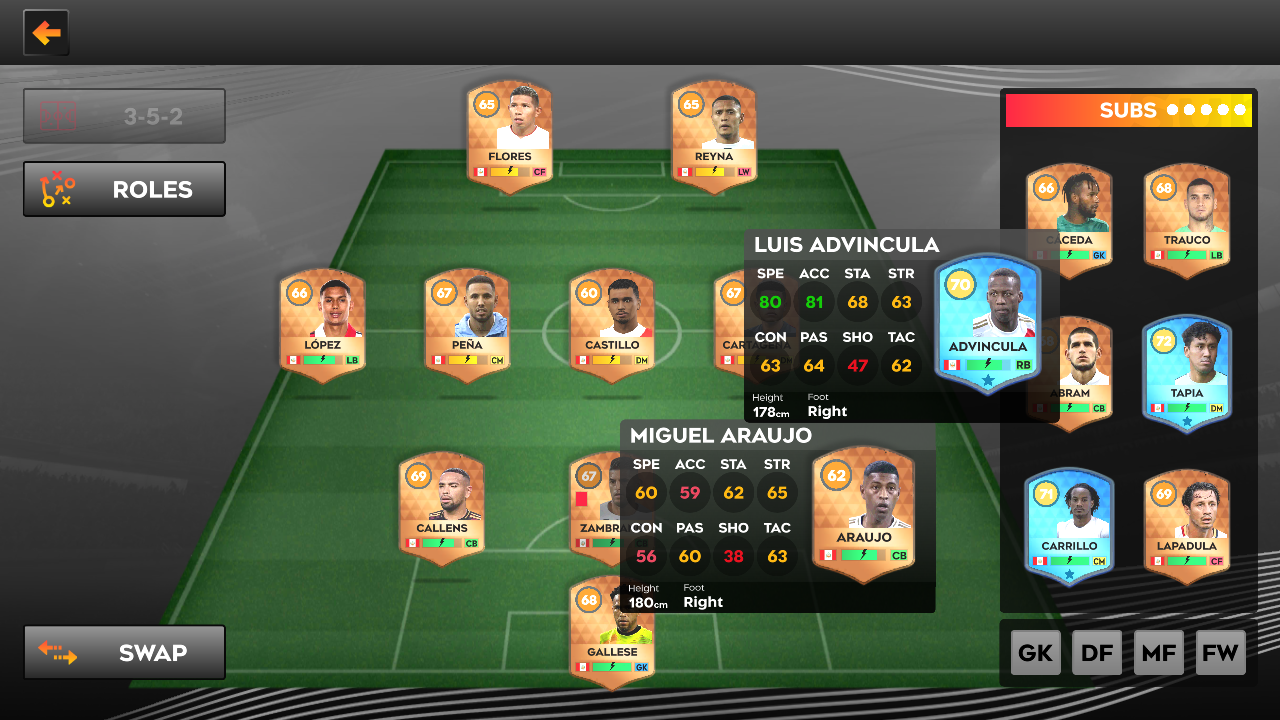 3-5-2
ROLES
SWAP
65
FLORES
CF
65
REYNA
LW
66
LÓPEZ
LB
67
PEÑA
CM
60
CASTILLO
DM
67
69
CALLENS
CB
67
68
GALLESE
GK
LUIS ADVINCULA
SPE ACC STA STR
80 81 68 63
CON PAS SHO TAC
63 64 47 62
Height Foot
178cm Right
70
ADVINCULA
RB
MIGUEL ARAUJO
SPE ACC STA STR
60 59 62 65
CON PAS SHO TAC
56 60 38 63
Height Foot
180cm Right
62
ARAUJO
CB
SUBS
66
CACEDA
GK
68
TRAUCO
LB
ABRAM
CB
72
TAPIA
DM
71
CARRILLO
CM
69
LAPADULA
CF
GK DF MF FW